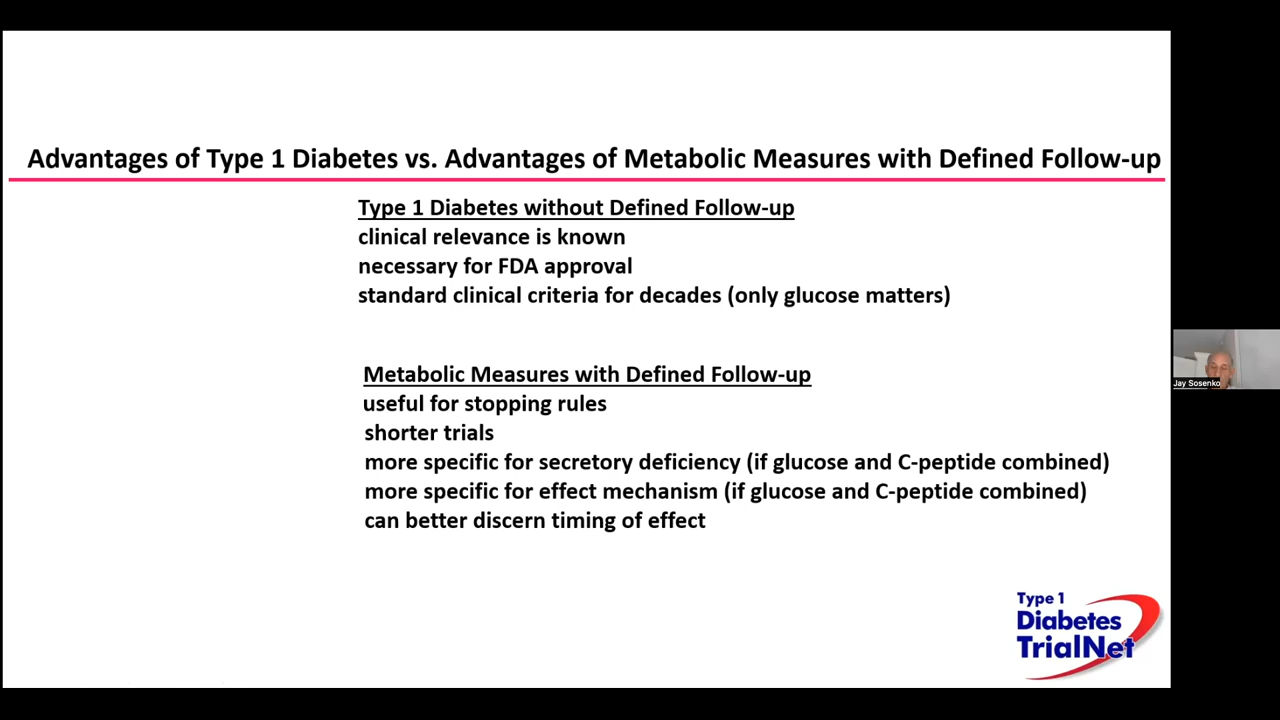 Advantages of Type 1 Diabetes vs. Advantages of Metabolic Measures with Defined Follow-up
Type 1 Diabetes without Defined Follow-up
clinical relevance is known
necessary for FDA approval
standard clinical criteria for decades (only glucose matters)
Metabolic Measures with Defined Follow-up
useful for stopping rules
shorter trials
more specific for secretory deficiency (if glucose and C-peptide combined)
more specific for effect mechanism (if glucose and C-peptide combined)
can better discern timing of effect
Jay Sosenko
Type 1
Diabetes
TrialNet